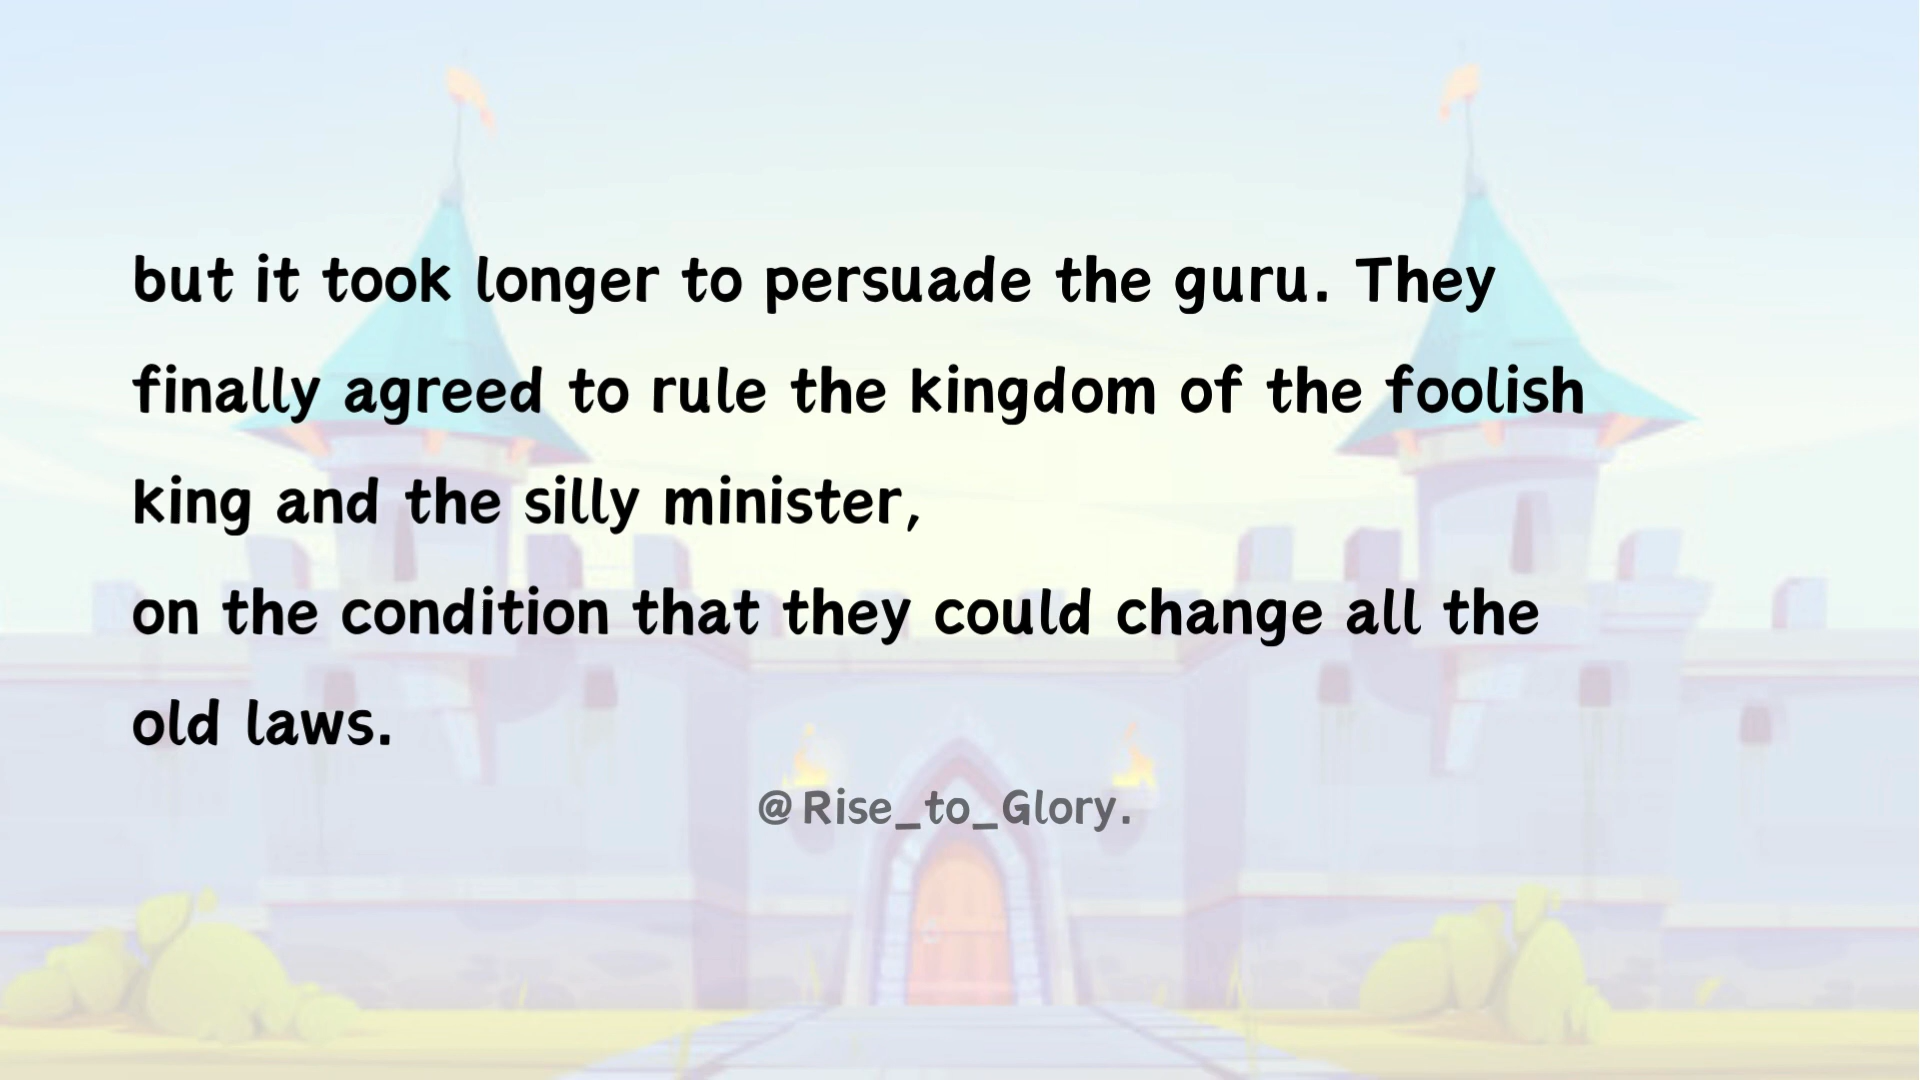 but it took longer to persuade the guru. They
finally agreed to rule the kingdom of the foolish
king and the silly minister,
on the condition that they could change all the
old laws.
@Rise_to_Glory.